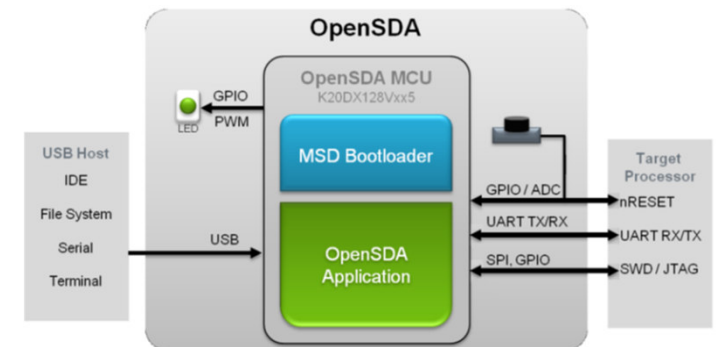 OpenSDA
OpenSDA MCU
K20DX128Vxx5
GPIO
PWM
LED
MSD Bootloader
USB Host
IDE
File System
Serial
Terminal
USB
OpenSDA
Application
GPIO / ADC
UART TX/RX
SPI, GPIO
Target
Processor
nRESET
UART RX/TX
SWD / JTAG